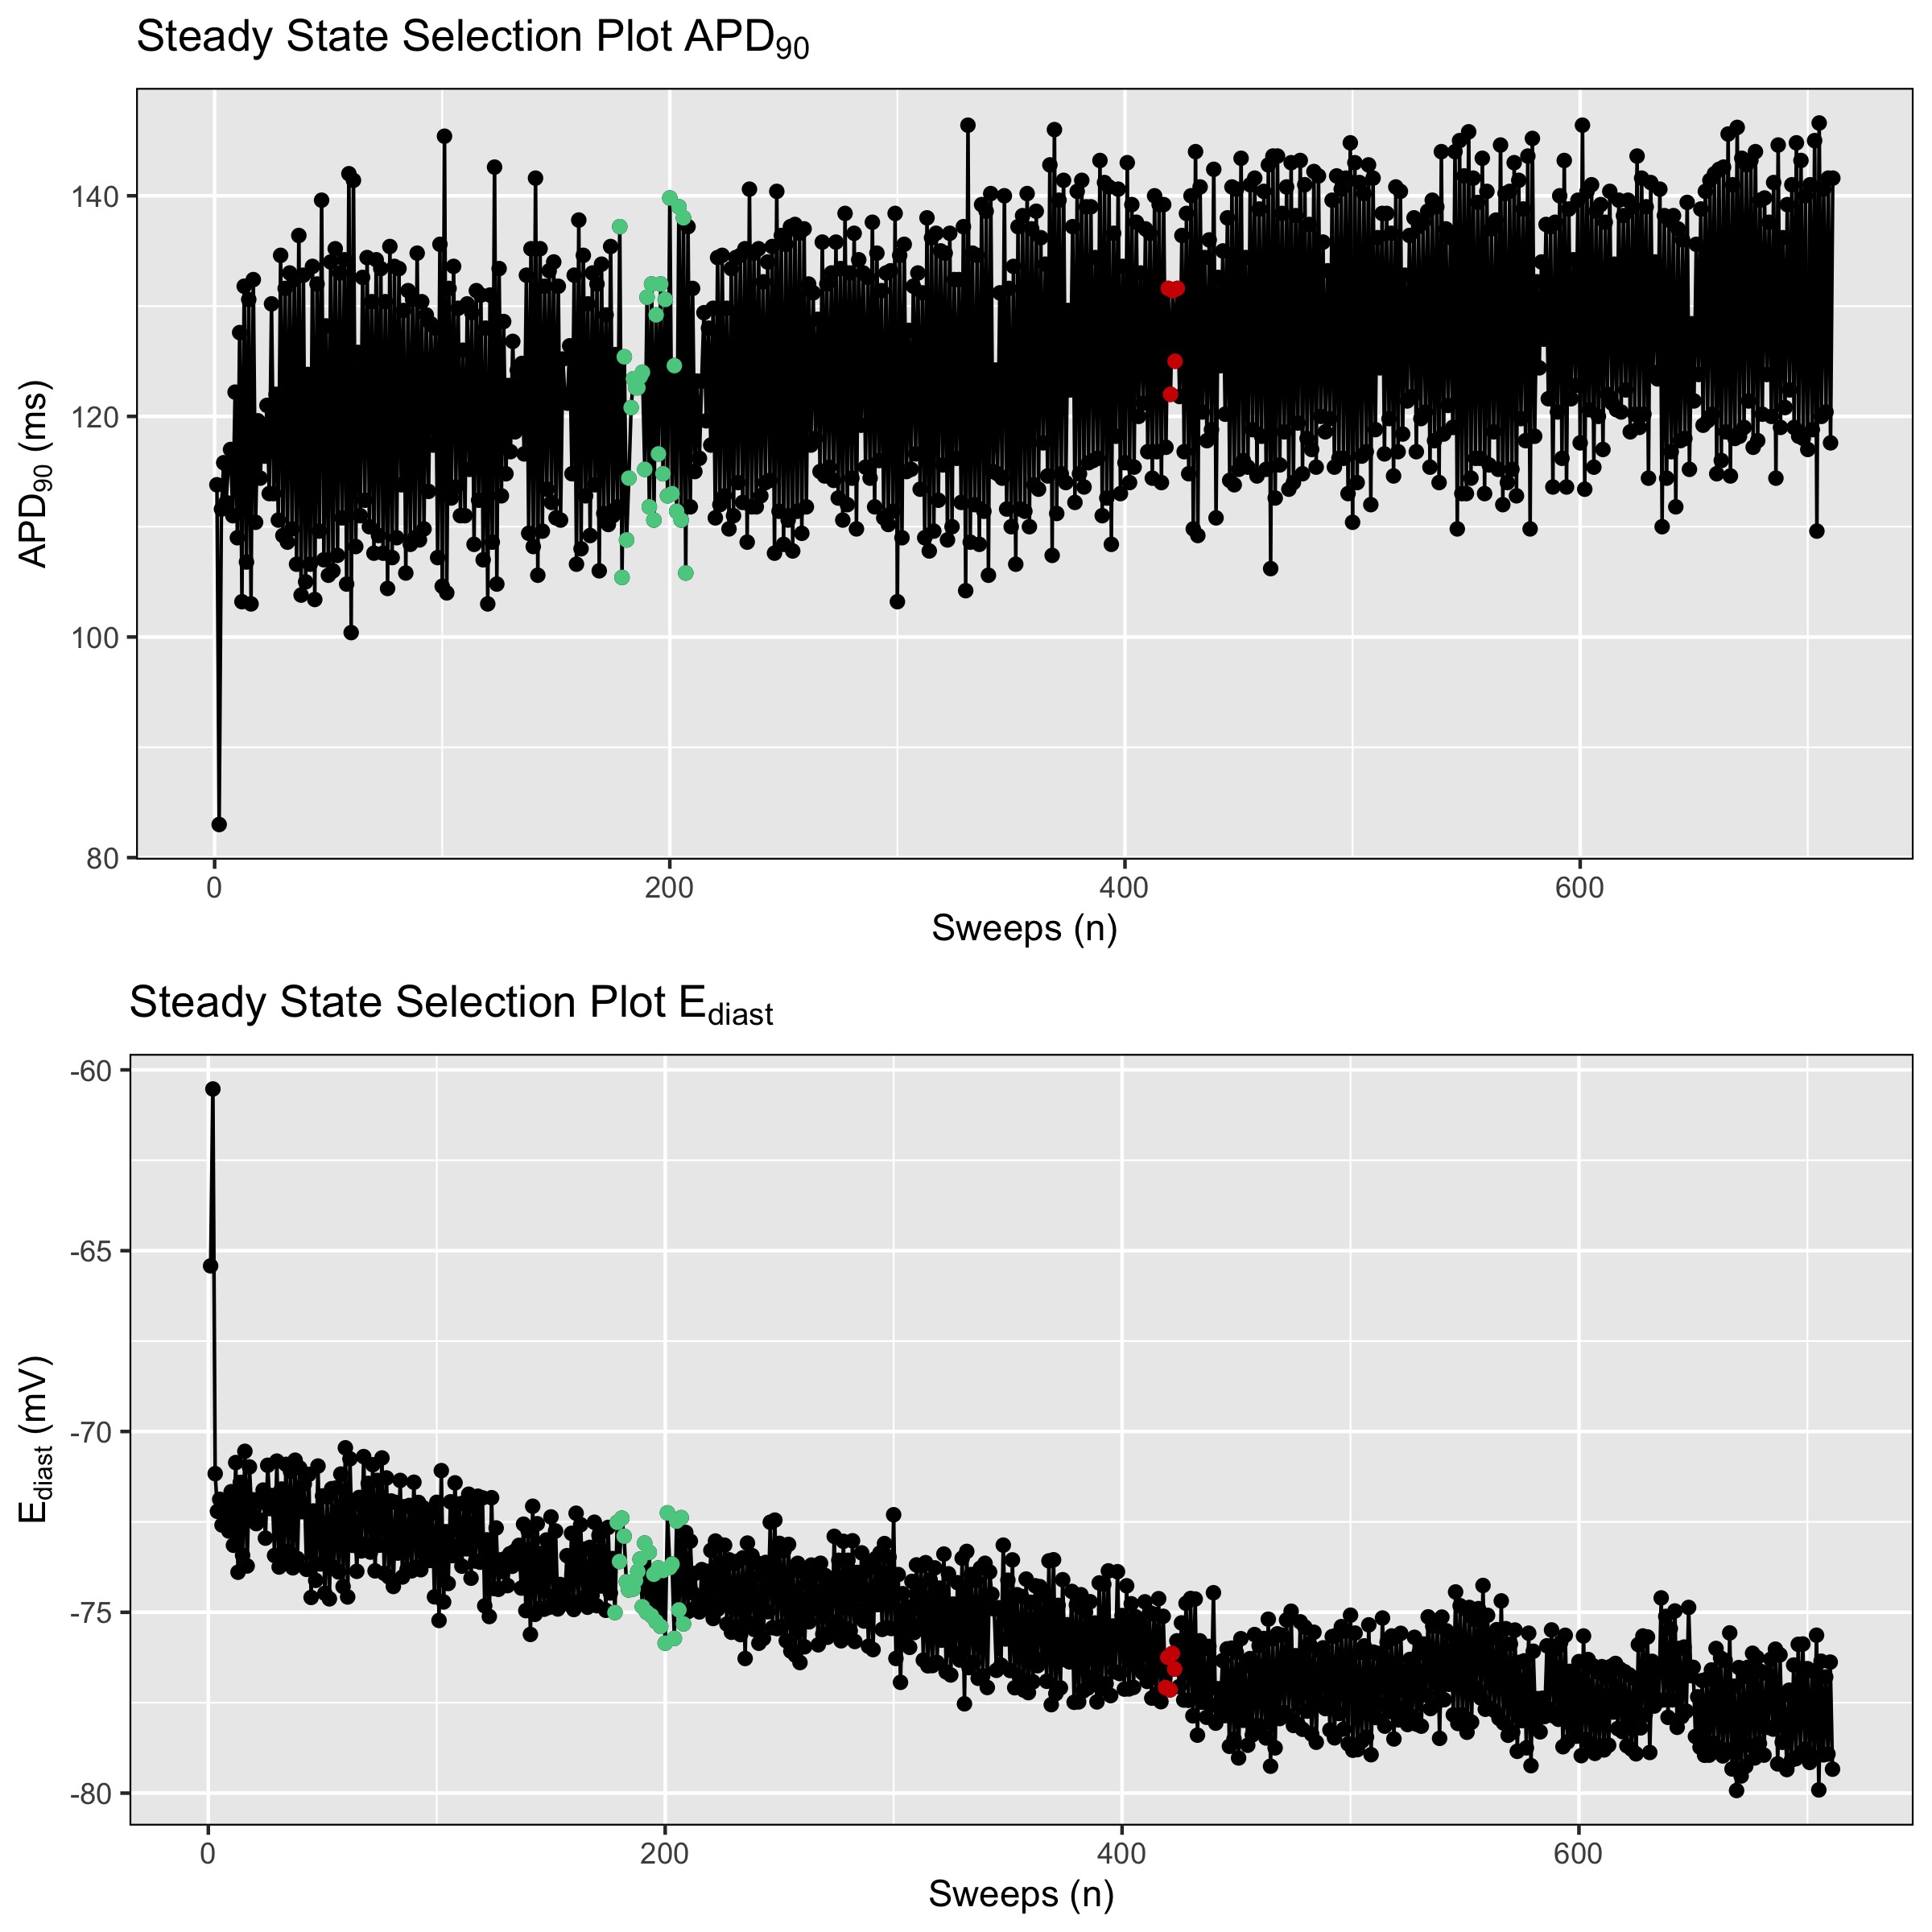 Steady State Selection Plot APD90
140
120
100
80
APD90 (ms)
0 200 400 600
Sweeps (n)
Steady State Selection Plot Ediast
-60
-65
-70
-75
-80
Ediast (mV)
0 200 400 600
Sweeps (n)